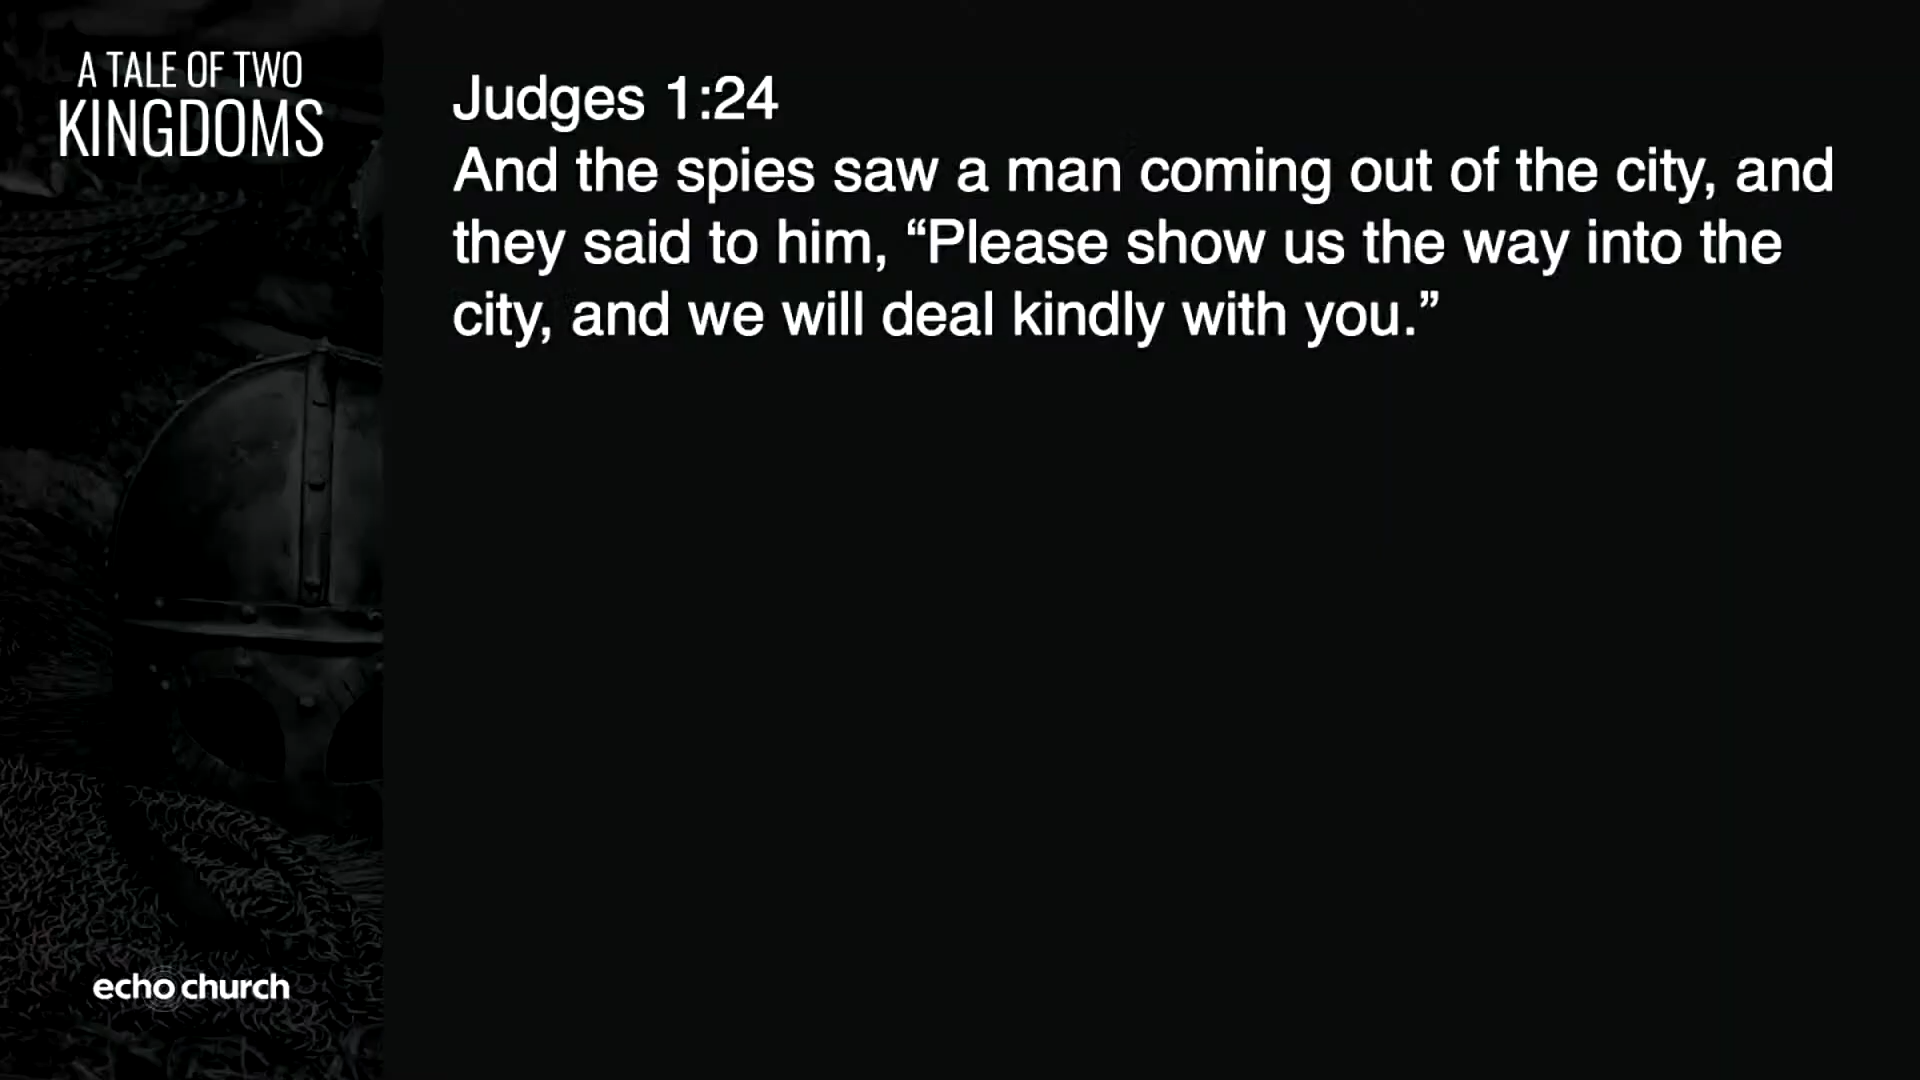 A TALE OF TWO
KINGDOMS
Judges 1:24
And the spies saw a man coming out of the city, and
they said to him, “Please show us the way into the
city, and we will deal kindly with you.”
echo church